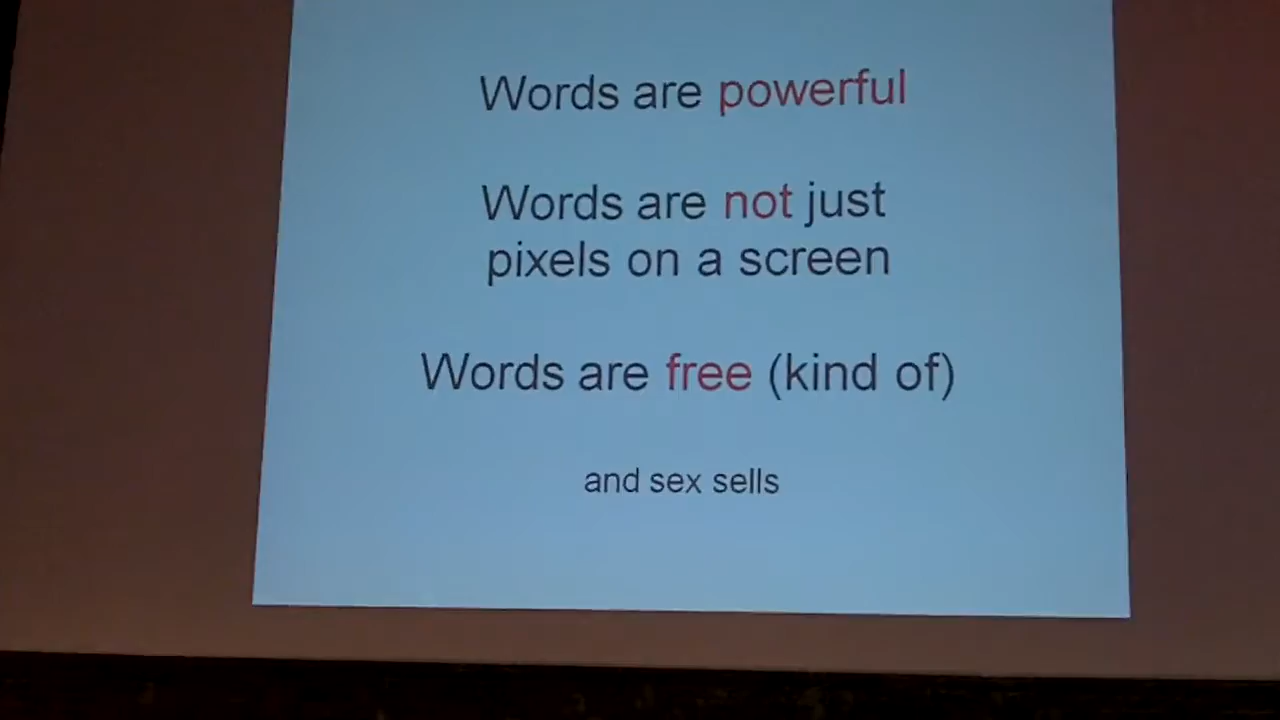 Words are powerful
Words are not just
pixels on a screen
Words are free (kind of)
and sex sells